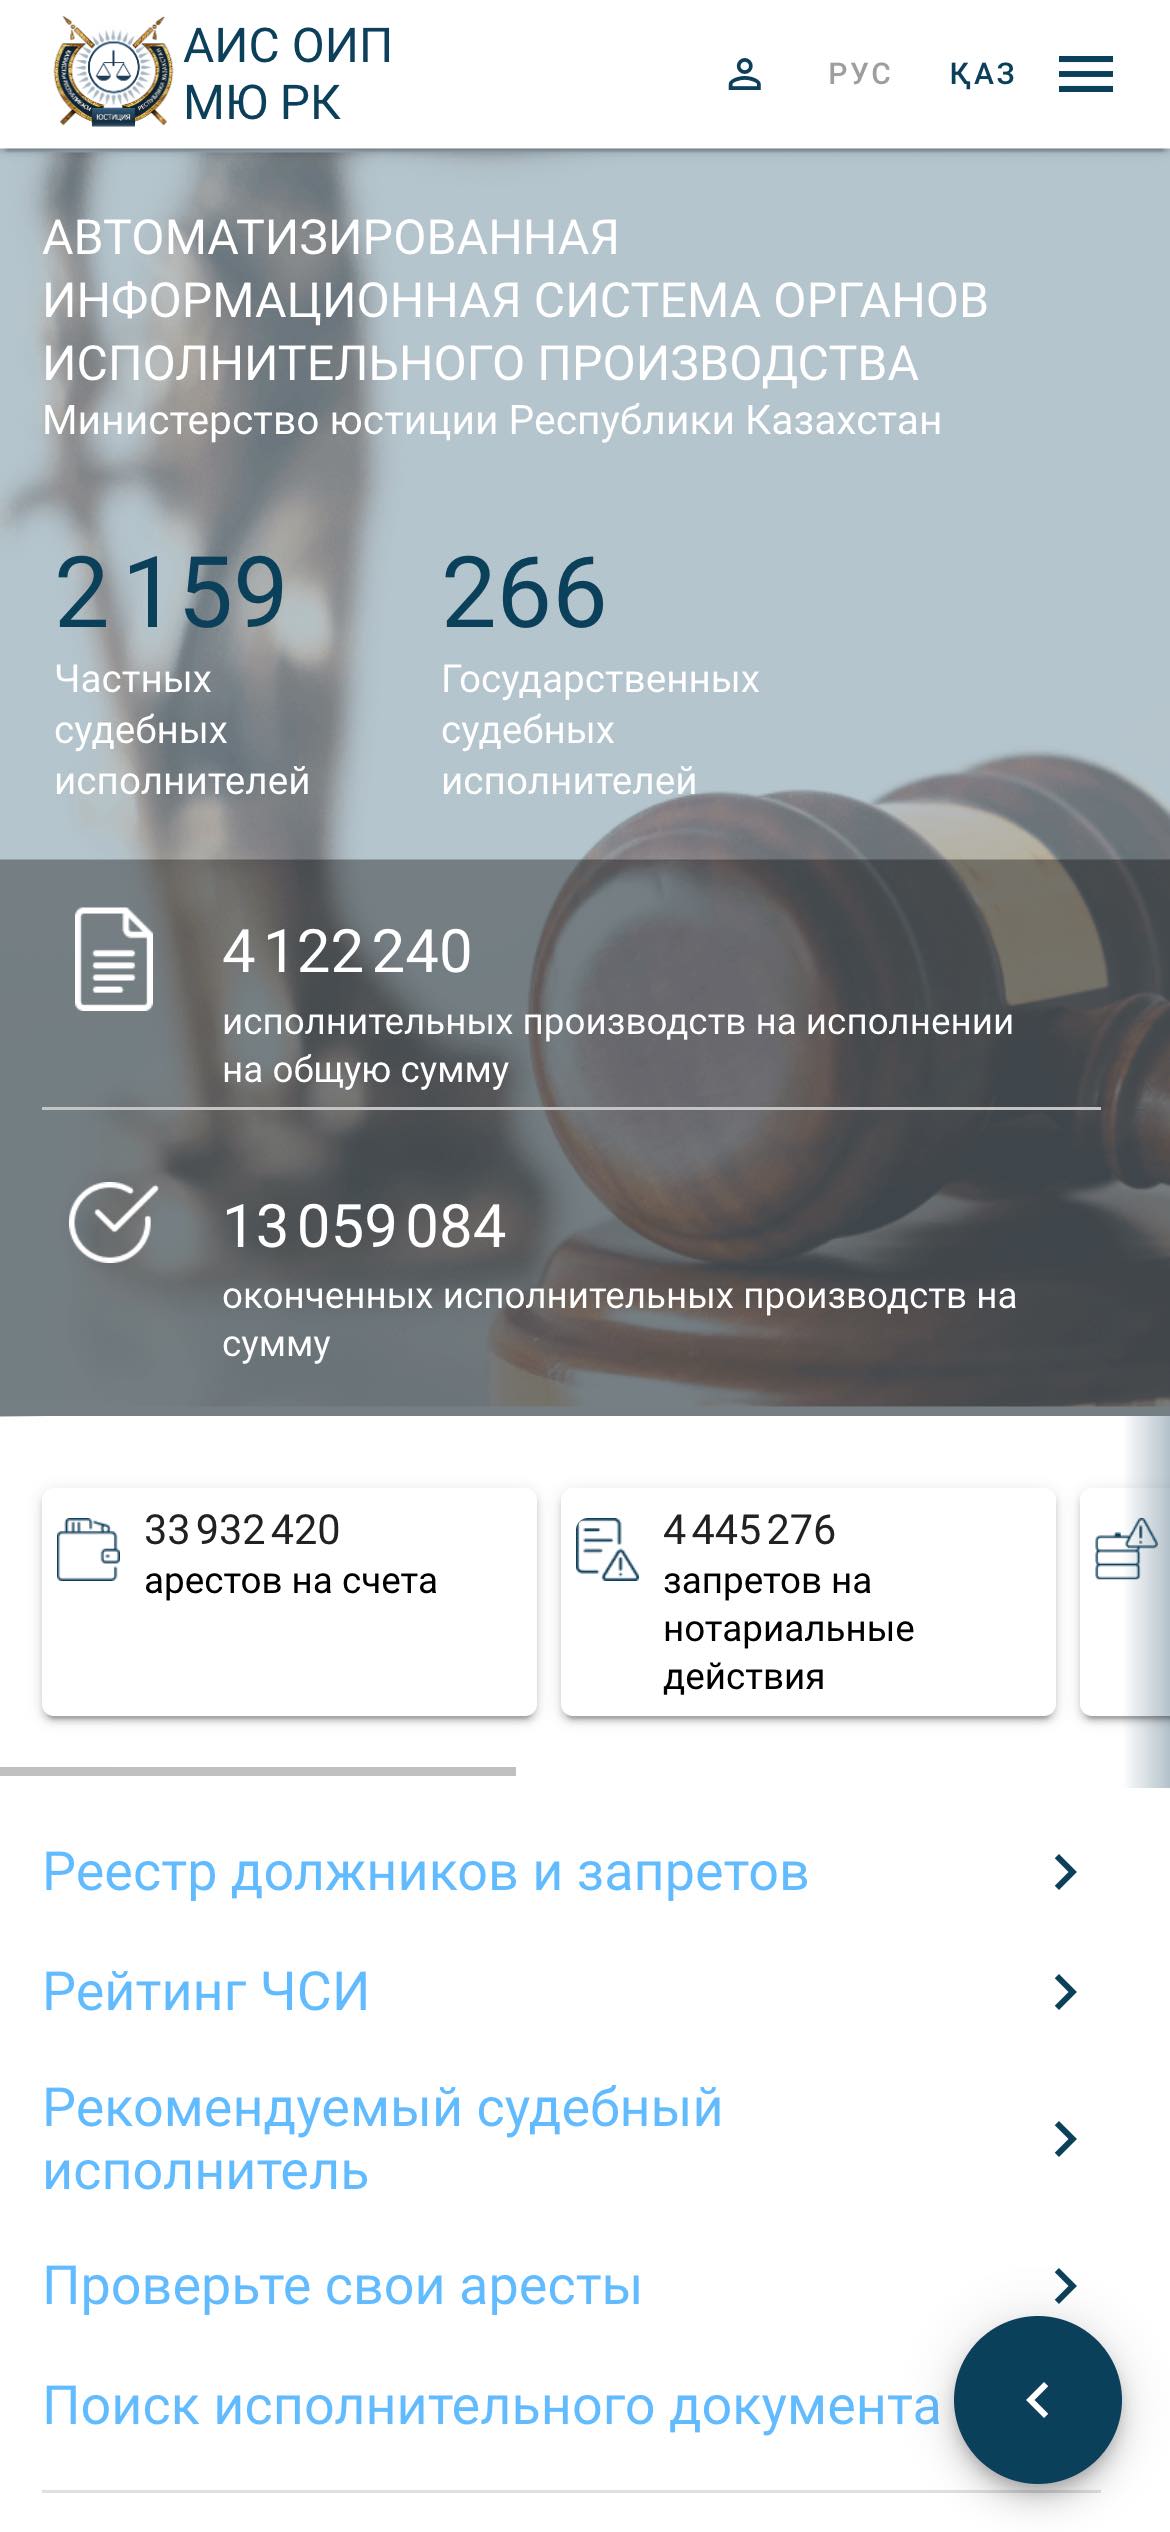 АИС ОИП
МЮ РК
РУС
ҚАЗ
ЮСТИЦИЯ
АВТОМАТИЗИРОВАННАЯ
ИНФОРМАЦИОННАЯ СИСТЕМА ОРГАНОВ
ИСПОЛНИТЕЛЬНОГО ПРОИЗВОДСТВА
Министерство юстиции Республики Казахстан
2 159
Частных
судебных
исполнителей
266
Государственных
судебных
исполнителей
4 122 240
исполнительных производств на исполнении
на общую сумму
13 059 084
оконченных исполнительных производств на
сумму
33 932 420
арестов на счета
4 445 276
запретов на
нотариальные
действия
Реестр должников и запретов
Рейтинг ЧСИ
Рекомендуемый судебный
исполнитель
Проверьте свои аресты
Поиск исполнительного документа